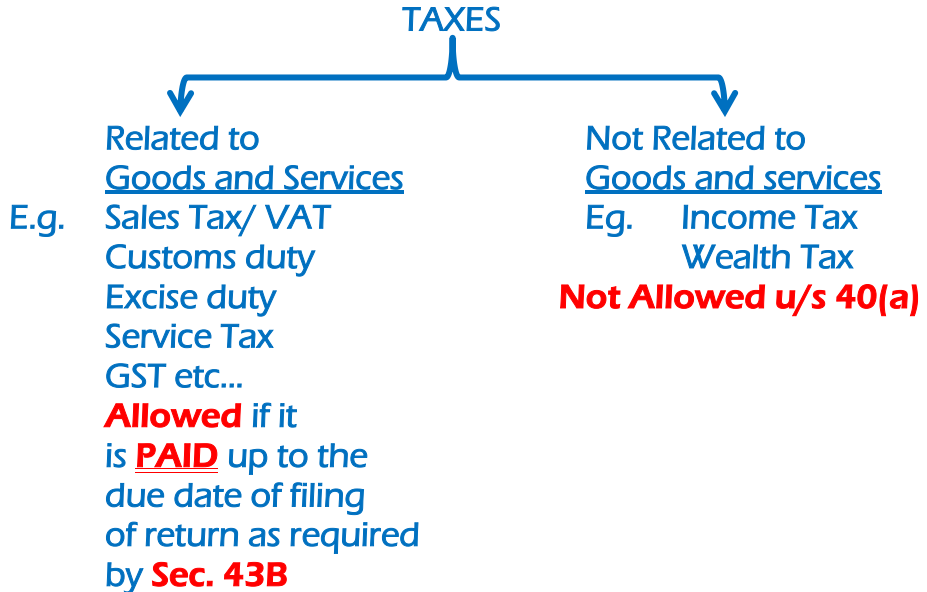 TAXES
Related to
Goods and Services
E.g. Sales Tax/ VAT
Customs duty
Excise duty
Service Tax
GST etc...
Allowed if it
is PAID up to the
due date of filing
of return as required
by Sec. 43B
Not Related to
Goods and services
Eg. Income Tax
Wealth Tax
Not Allowed u/s 40(a)